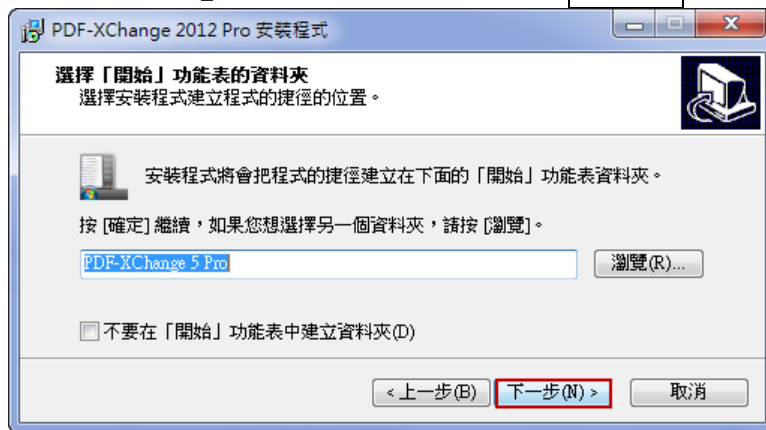 PDF-XChange 2012 Pro 安裝程式
選擇「開始」功能表的資料夾
選擇安裝程式建立程式的捷徑的位置。
安裝程式將會把程式的捷徑建立在下面的「開始」功能表資料夾。
按 [確定] 繼續，如果您想選擇另一個資料夾，請按 [瀏覽]。
PDF-XChange 5 Pro
瀏覽(R)...
不要在「開始」功能表中建立資料夾(D)
< 上一步(B) 下一步(N) > 取消